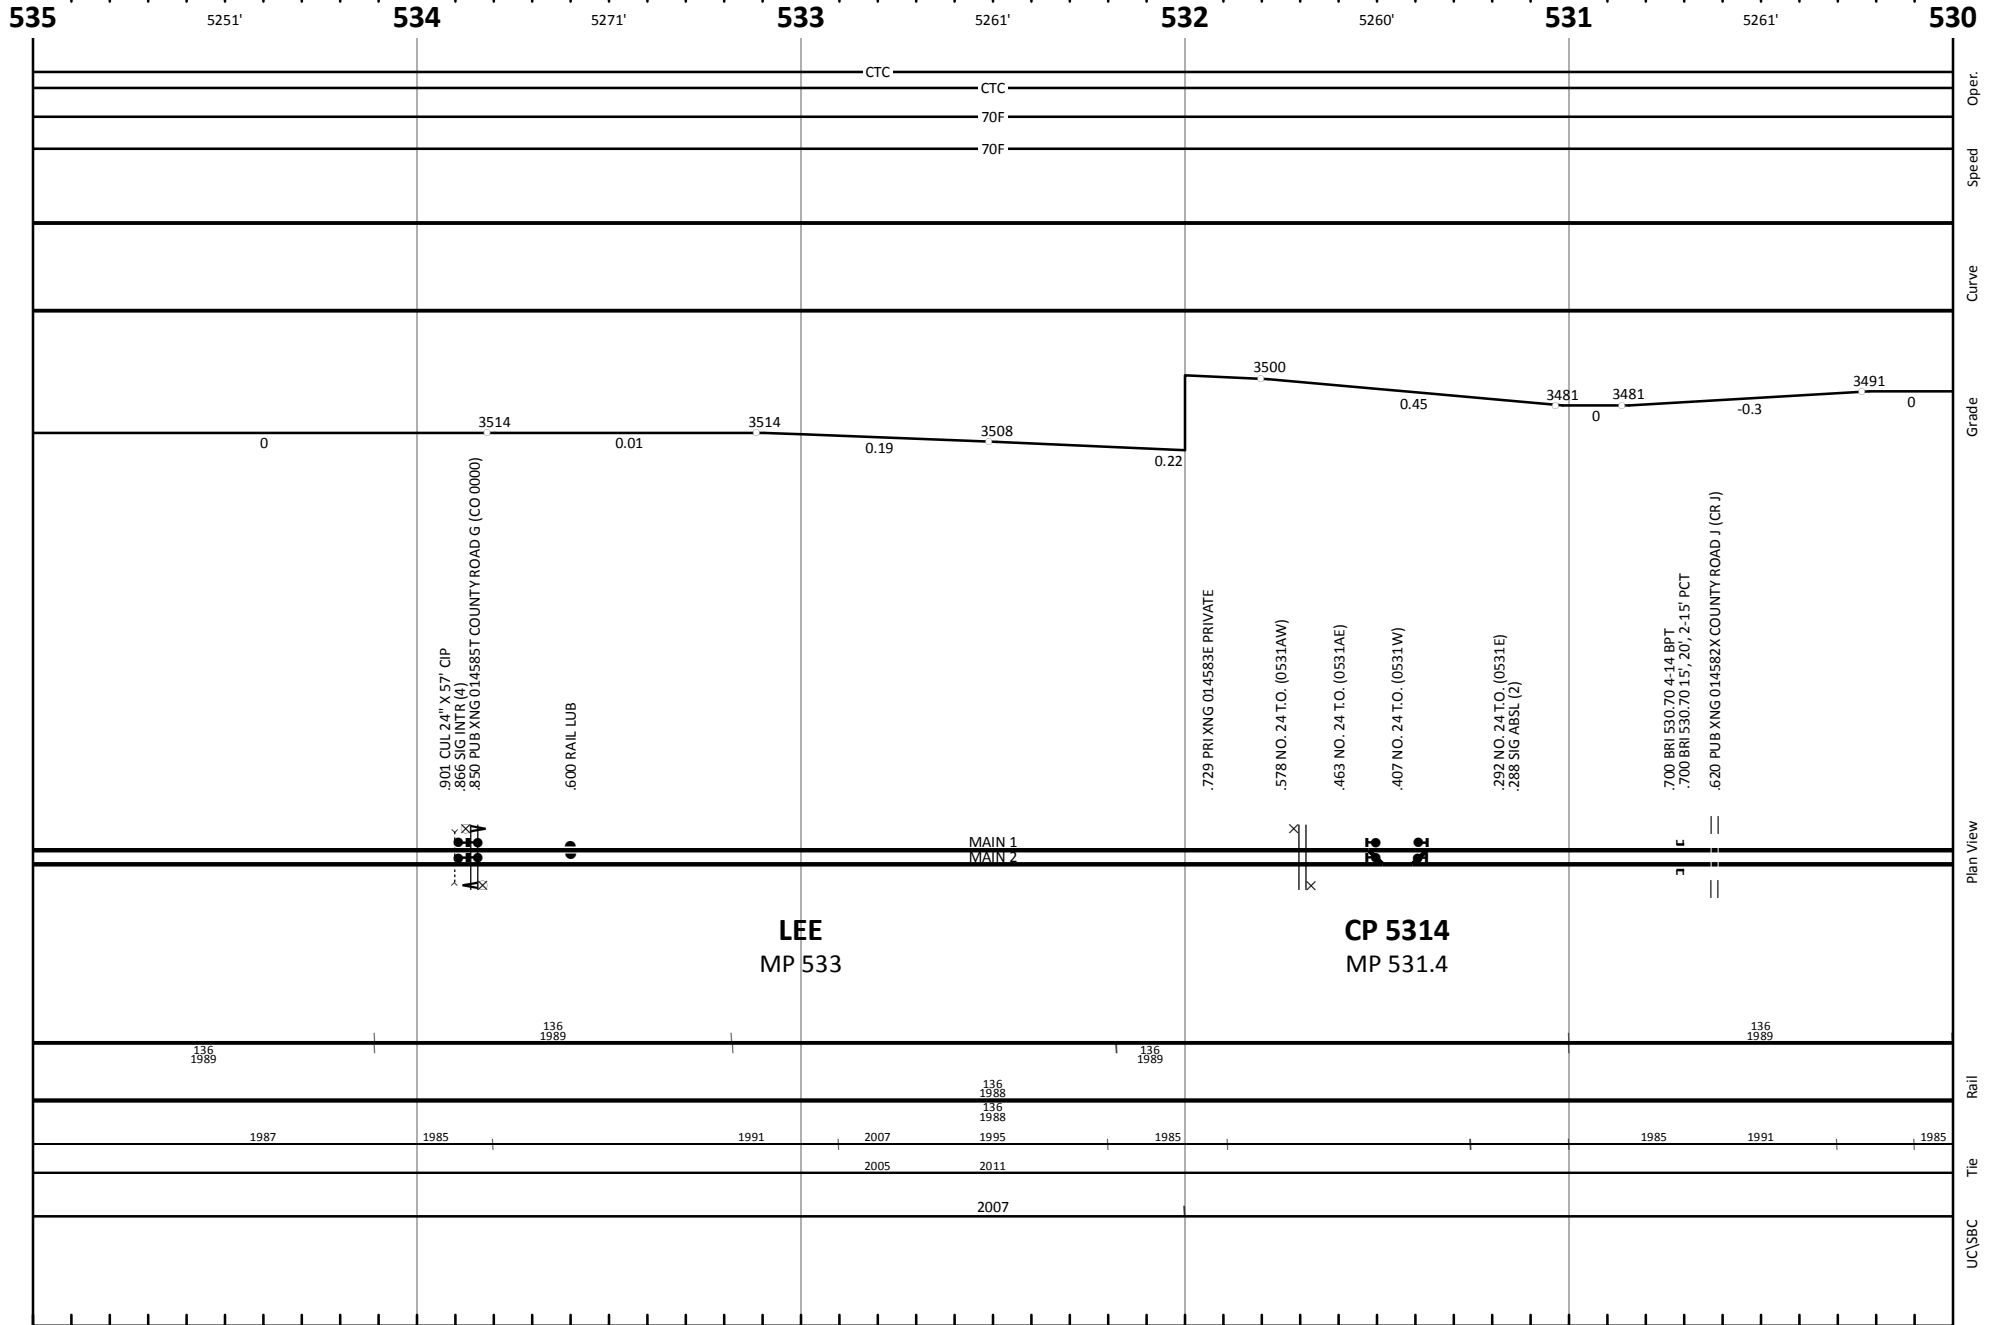 535 5251' 534 5271' 533 5261' 532 5260' 531 5261' 530
CTC
CTC
Oper.
70F
70F
Speed
Curve
3500
3481 3481 3491
0.45 0 -0.3 0
Grade
3514 3514 3508
0 0.01 0.19 0.22
.901 CUL 24" X 57' CIP
.866 SIG INTR (4)
.850 PUB XNG 014585T COUNTY ROAD G (CO 0000)
.600 RAIL LUB
.729 PRI XNG 014583E PRIVATE
.578 NO. 24 T.O. (0531AW)
.463 NO. 24 T.O. (0531AE)
.407 NO. 24 T.O. (0531W)
.292 NO. 24 T.O. (0531E)
.288 SIG ABSL (2)
.700 BRI 530.70 4-14 BPT
.700 BRI 530.70 15', 20', 2-15' PCT
.620 PUB XNG 014582X COUNTY ROAD J (CR J)
MAIN 1
MAIN 2
Plan View
LEE
MP 533
CP 5314
MP 531.4
136
1989
136
1989
136
1989
136
1989
136
1988
136
1988
Rail
1987 1985 1991 2007 1995 1985 1985 1991 1985
2005 2011
Tie
2007
UC\SBC